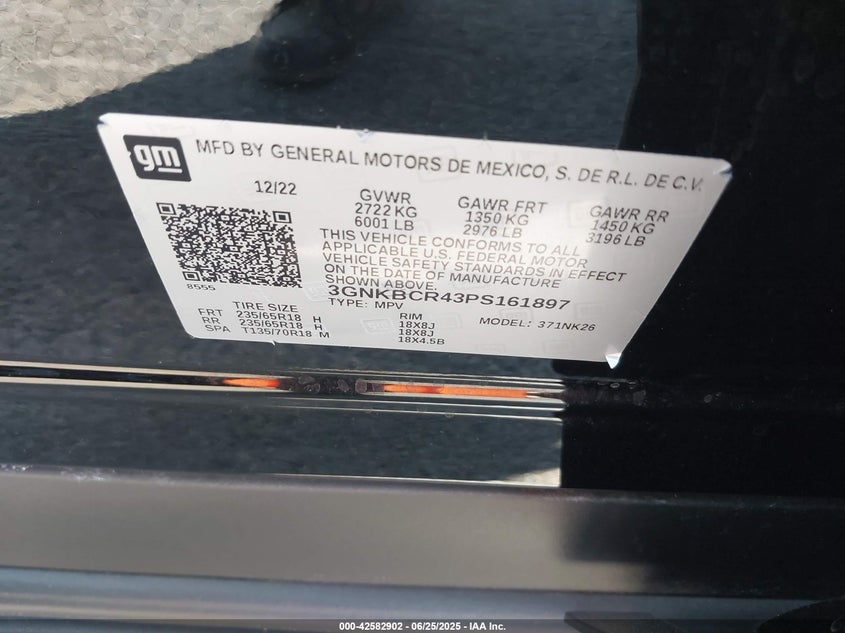 gm
MFD BY GENERAL MOTORS DE MEXICO, S. DE R.L. DE C.V.
12/22
GVWR
2722 KG
6001 LB
GAWR FRT
1350 KG
2976 LB
GAWR RR
1450 KG
3196 LB
THIS VEHICLE CONFORMS TO ALL
APPLICABLE U.S. FEDERAL MOTOR
VEHICLE SAFETY STANDARDS IN EFFECT
ON THE DATE OF MANUFACTURE
SHOWN ABOVE.
8555
3GNKBCR43PS161897
TYPE: MPV
MODEL: 371NK26
TIRE SIZE
RIM
FRT 235/65R18 H 18X8J
RR 235/65R18 H 18X8J
SPA T135/70R18 M 18X4.5B
000-42582902 - 06/25/2025 - IAA Inc.